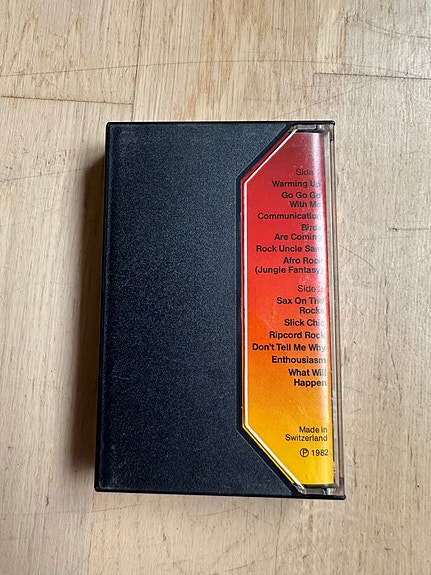 Side
Warming Up
Go Go Go
With Me
Communication
Birds
Are Coming
Rock Uncle Sam
Afro Rock
(Jungle Fantasy)
Side 2
Sax On The
Rocks
Slick Chic
Ripcord Rock
Don't Tell Me Why
Enthousiasm
What Will
Happen
Made in
Switzerland
℗ 1982